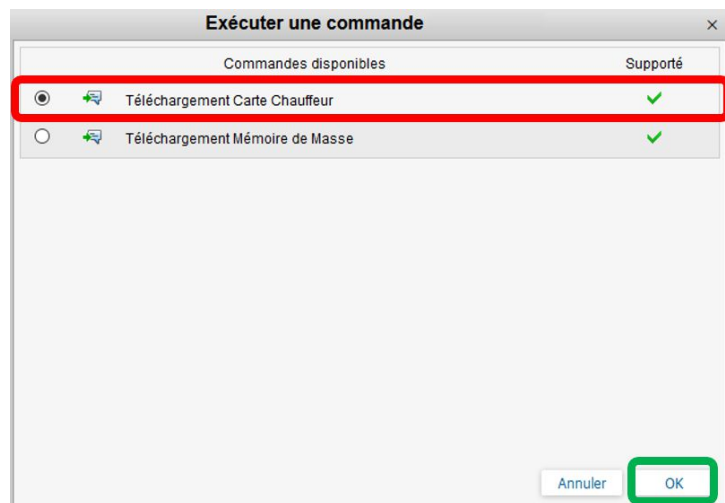 Exécuter une commande ×
Commandes disponibles Supporté
Téléchargement Carte Chauffeur
Téléchargement Mémoire de Masse
Annuler OK